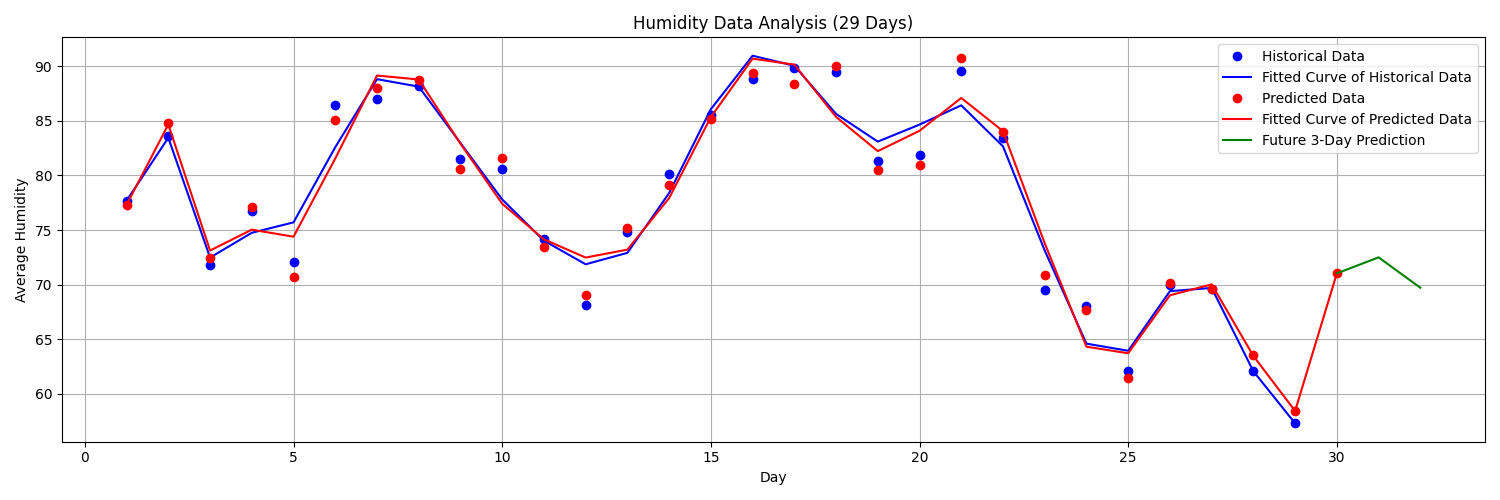 Humidity Data Analysis (29 Days)
Historical Data
Fitted Curve of Historical Data
Predicted Data
Fitted Curve of Predicted Data
Future 3-Day Prediction
Average Humidity
90
85
80
75
70
65
60
0 5 10 15 20 25 30
Day